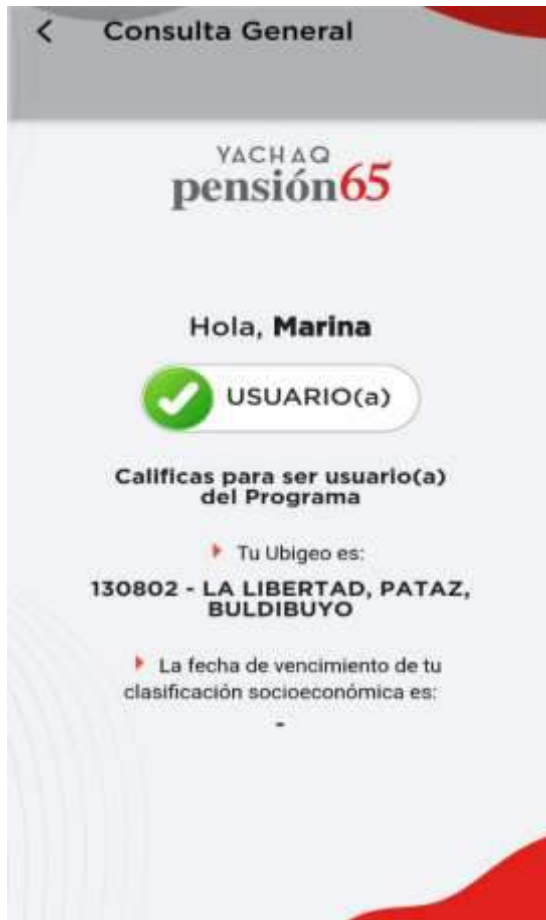 Consulta General
YACHAQ
pensión65
Hola, Marina
USUARIO(a)
Calificas para ser usuario(a)
del Programa
Tu Ubigeo es:
130802 - LA LIBERTAD, PATAZ,
BULDIBUYO
La fecha de vencimiento de tu
clasificación socioeconómica es:
-